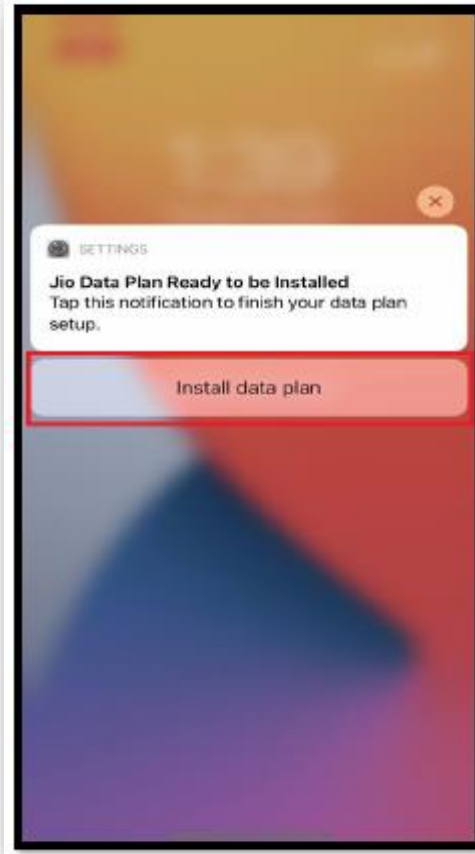 SETTINGS
Jio Data Plan Ready to be Installed
Tap this notification to finish your data plan
setup.
Install data plan